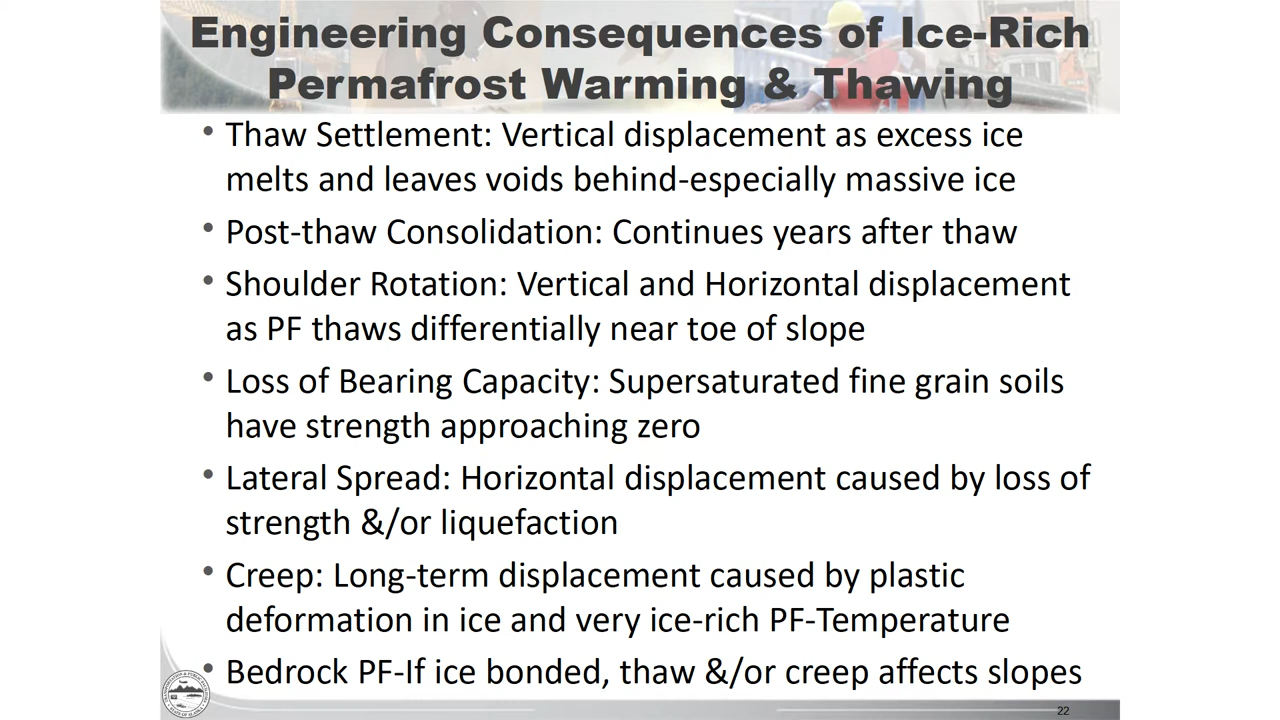 Engineering Consequences of Ice-Rich
Permafrost Warming & Thawing
• Thaw Settlement: Vertical displacement as excess ice
melts and leaves voids behind-especially massive ice
• Post-thaw Consolidation: Continues years after thaw
• Shoulder Rotation: Vertical and Horizontal displacement
as PF thaws differentially near toe of slope
• Loss of Bearing Capacity: Supersaturated fine grain soils
have strength approaching zero
• Lateral Spread: Horizontal displacement caused by loss of
strength &/or liquefaction
• Creep: Long-term displacement caused by plastic
deformation in ice and very ice-rich PF-Temperature
• Bedrock PF-If ice bonded, thaw &/or creep affects slopes
22